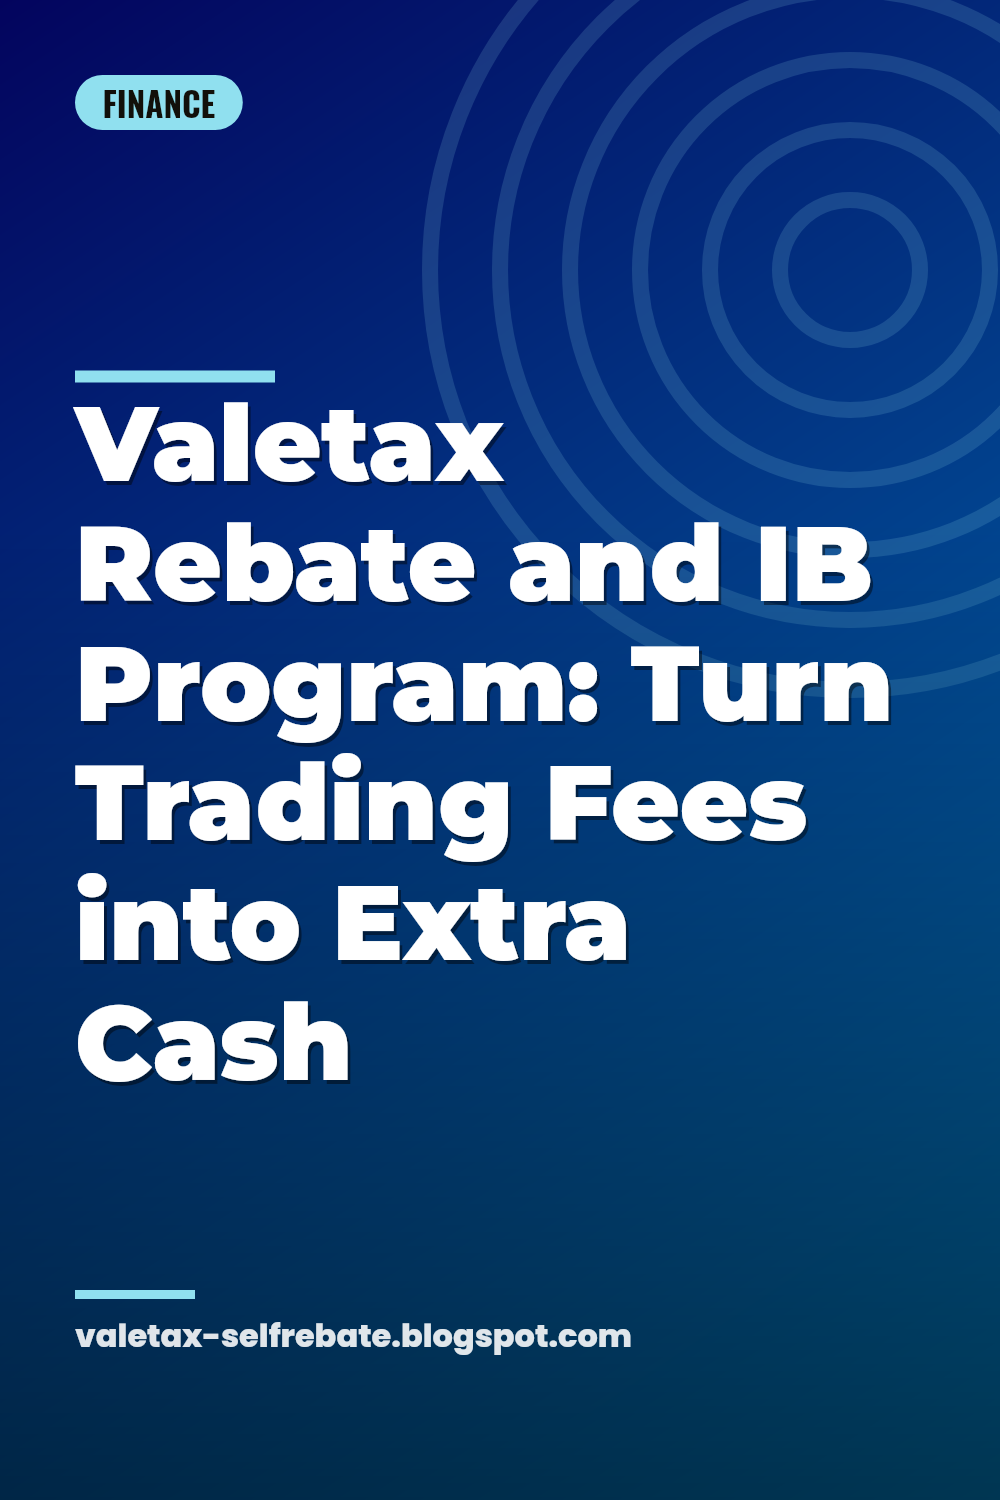 FINANCE
Valetax
Rebate and IB
Program: Turn
Trading Fees
into Extra
Cash
valetax-selfrebate.blogspot.com